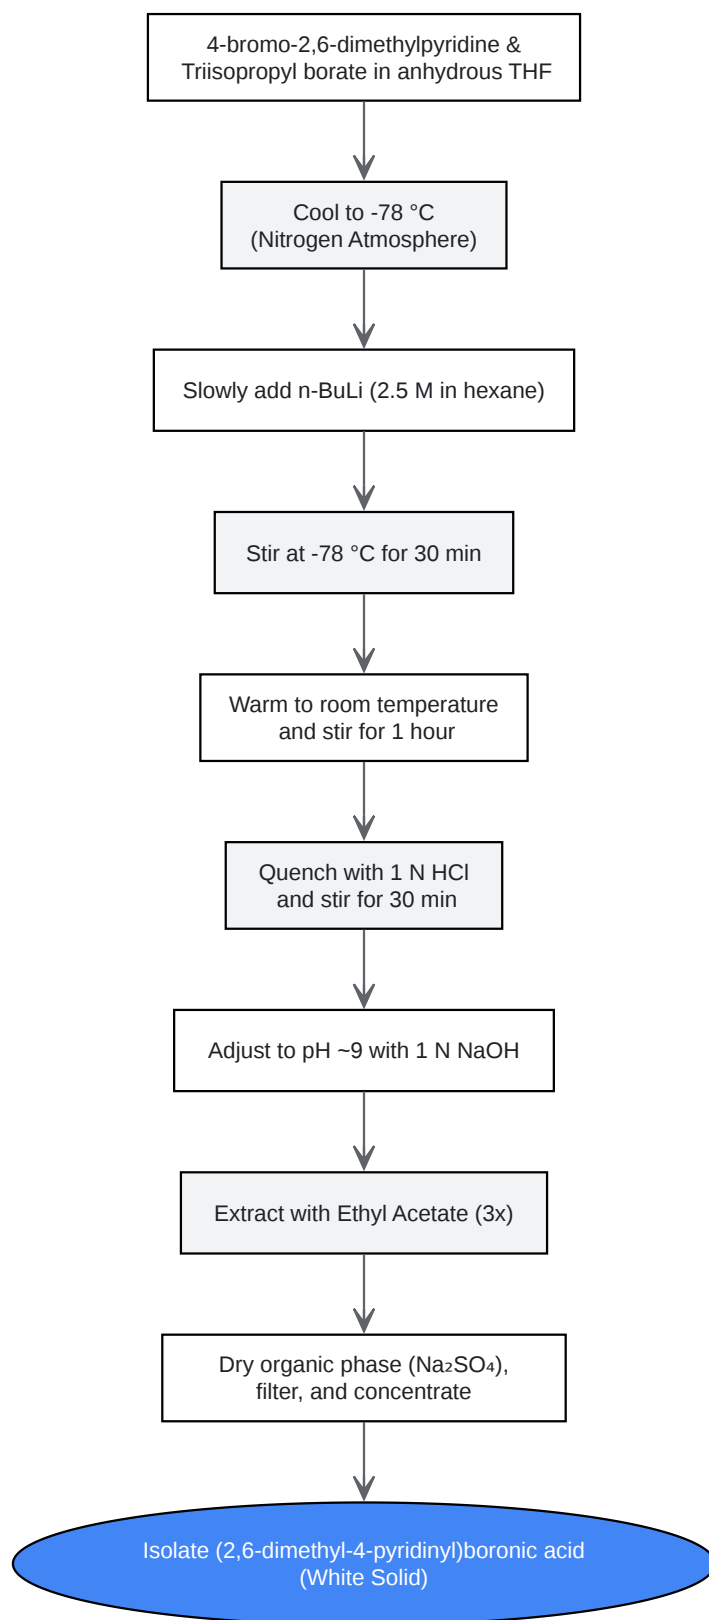 4-bromo-2,6-dimethylpyridine &
Triisopropyl borate in anhydrous THF
Cool to -78 °C
(Nitrogen Atmosphere)
Slowly add n-BuLi (2.5 M in hexane)
Stir at -78 °C for 30 min
Warm to room temperature
and stir for 1 hour
Quench with 1 N HCl
and stir for 30 min
Adjust to pH ~9 with 1 N NaOH
Extract with Ethyl Acetate (3x)
Dry organic phase (Na₂SO₄),
filter, and concentrate
Isolate (2,6-dimethyl-4-pyridinyl)boronic acid
(White Solid)